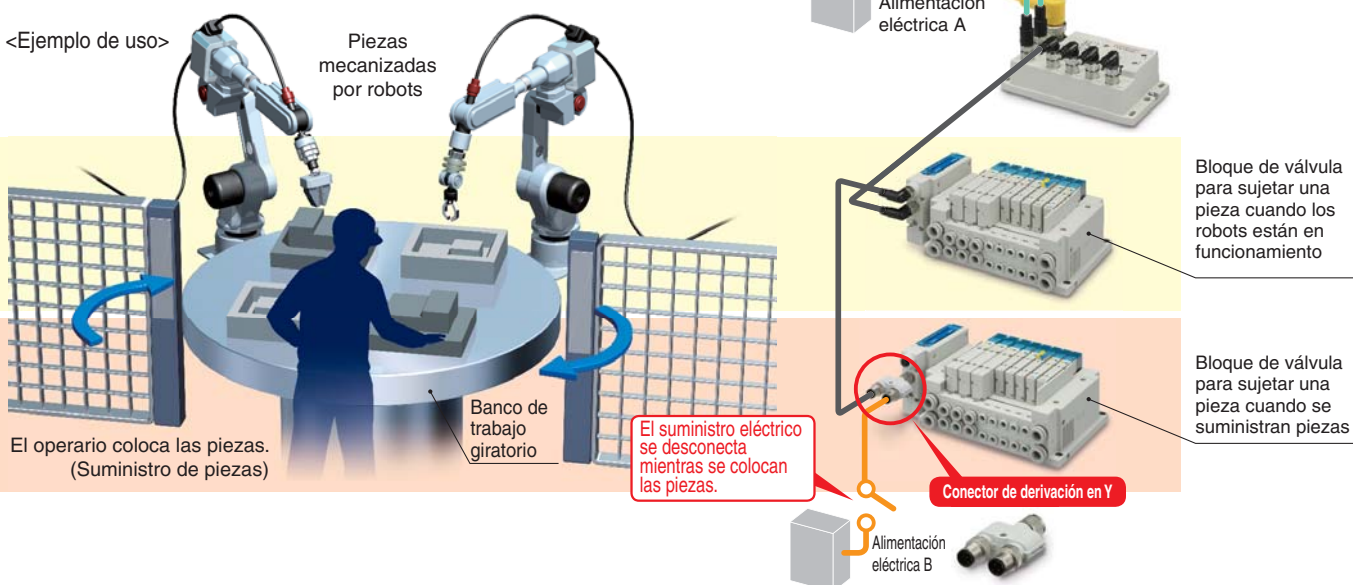 <Ejemplo de uso>
Piezas
mecanizadas
por robots
Alimentación
eléctrica A
Bloque de válvula
para sujetar una
pieza cuando los
robots están en
funcionamiento
Bloque de válvula
para sujetar una
pieza cuando se
suministran piezas
El operario coloca las piezas.
(Suministro de piezas)
Banco de
trabajo
giratorio
El suministro eléctrico
se desconecta
mientras se colocan
las piezas.
Conector de derivación en Y
Alimentación
eléctrica B